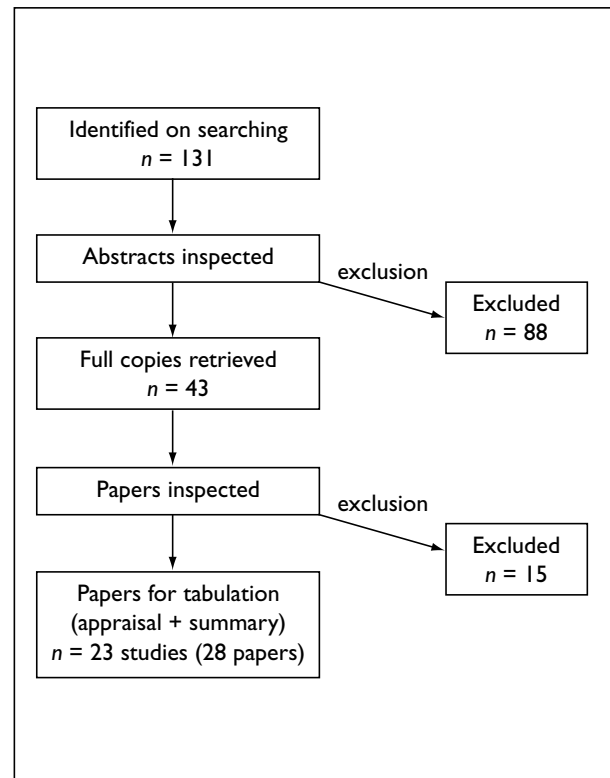 Identified on searching
n = 131
Abstracts inspected
exclusion
Excluded
n = 88
Full copies retrieved
n = 43
Papers inspected
exclusion
Excluded
n = 15
Papers for tabulation
(appraisal + summary)
n = 23 studies (28 papers)